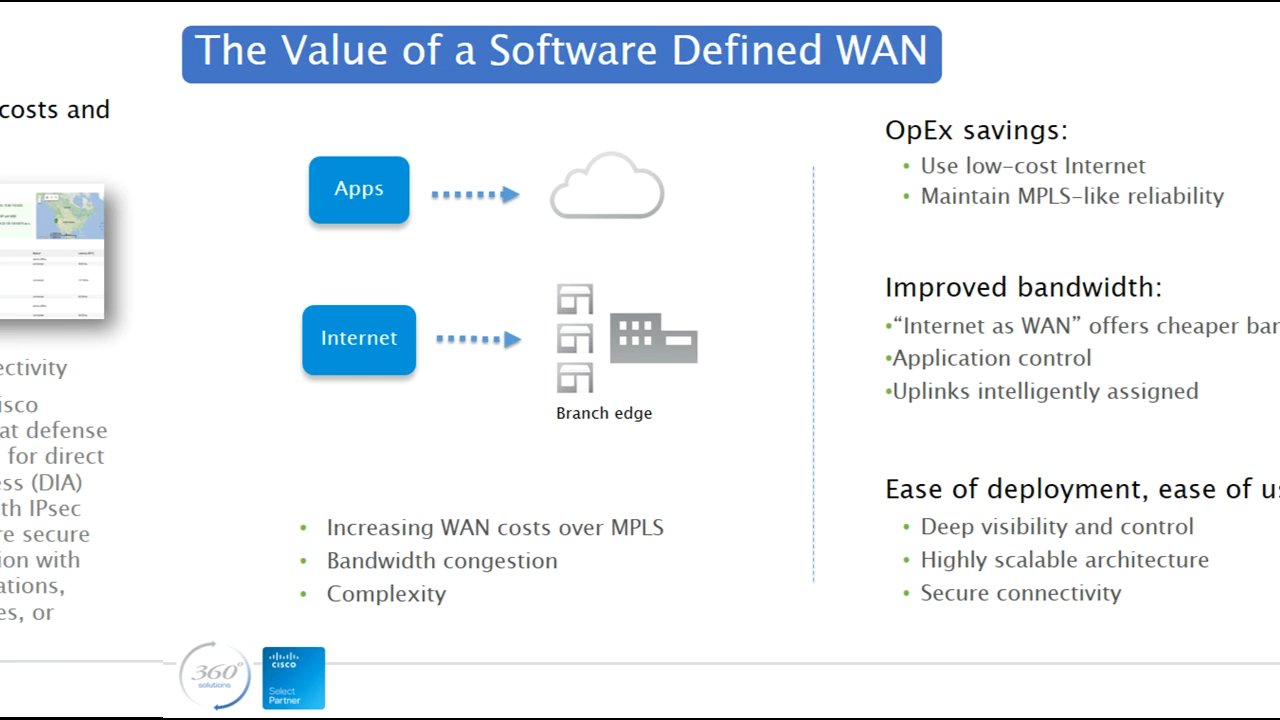 The Value of a Software Defined WAN
costs and
ectivity
isco
at defense
for direct
ess (DIA)
th IPsec
re secure
ion with
ations,
es, or
Apps
Internet
Branch edge
• Increasing WAN costs over MPLS
• Bandwidth congestion
• Complexity
OpEx savings:
• Use low-cost Internet
• Maintain MPLS-like reliability
Improved bandwidth:
•“Internet as WAN” offers cheaper bar
•Application control
•Uplinks intelligently assigned
Ease of deployment, ease of us
• Deep visibility and control
• Highly scalable architecture
• Secure connectivity
360°
solutions
CISCO
Select
Partner